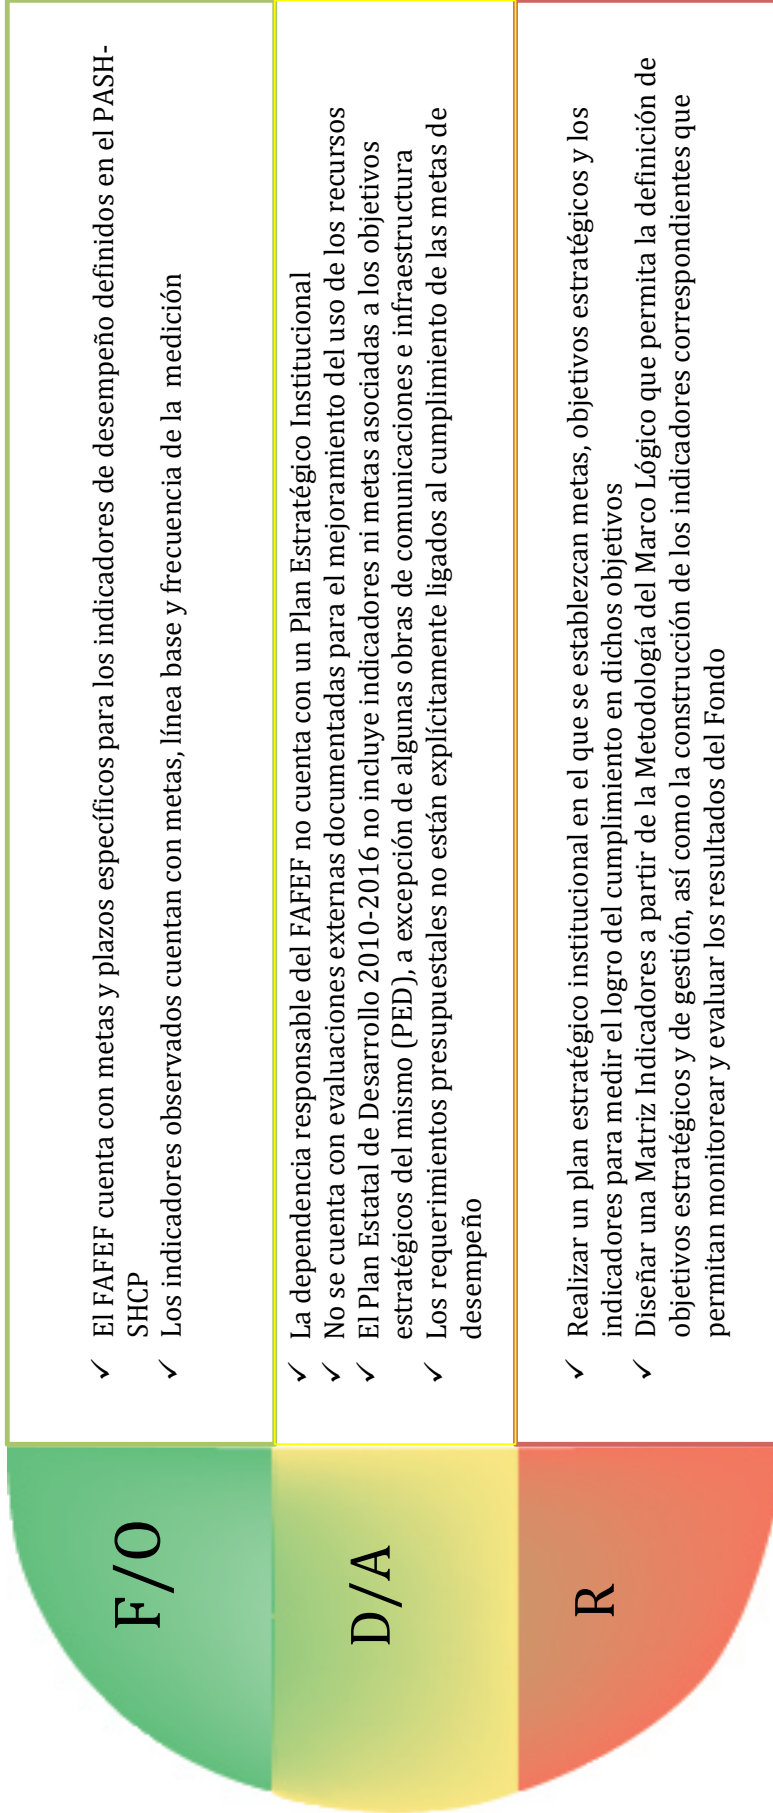 F/O
✓ El FAFEF cuenta con metas y plazos específicos para los indicadores de desempeño definidos en el PASH-
SHCP
✓ Los indicadores observados cuentan con metas, línea base y frecuencia de la medición
D/A
✓ La dependencia responsable del FAFEF no cuenta con un Plan Estratégico Institucional
✓ No se cuenta con evaluaciones externas documentadas para el mejoramiento del uso de los recursos
✓ El Plan Estatal de Desarrollo 2010-2016 no incluye indicadores ni metas asociadas a los objetivos
estratégicos del mismo (PED), a excepción de algunas obras de comunicaciones e infraestructura
✓ Los requerimientos presupuestales no están explícitamente ligados al cumplimiento de las metas de
desempeño
R
✓ Realizar un plan estratégico institucional en el que se establezcan metas, objetivos estratégicos y los
indicadores para medir el logro del cumplimiento en dichos objetivos
✓ Diseñar una Matriz Indicadores a partir de la Metodología del Marco Lógico que permita la definición de
objetivos estratégicos y de gestión, así como la construcción de los indicadores correspondientes que
permitan monitorear y evaluar los resultados del Fondo